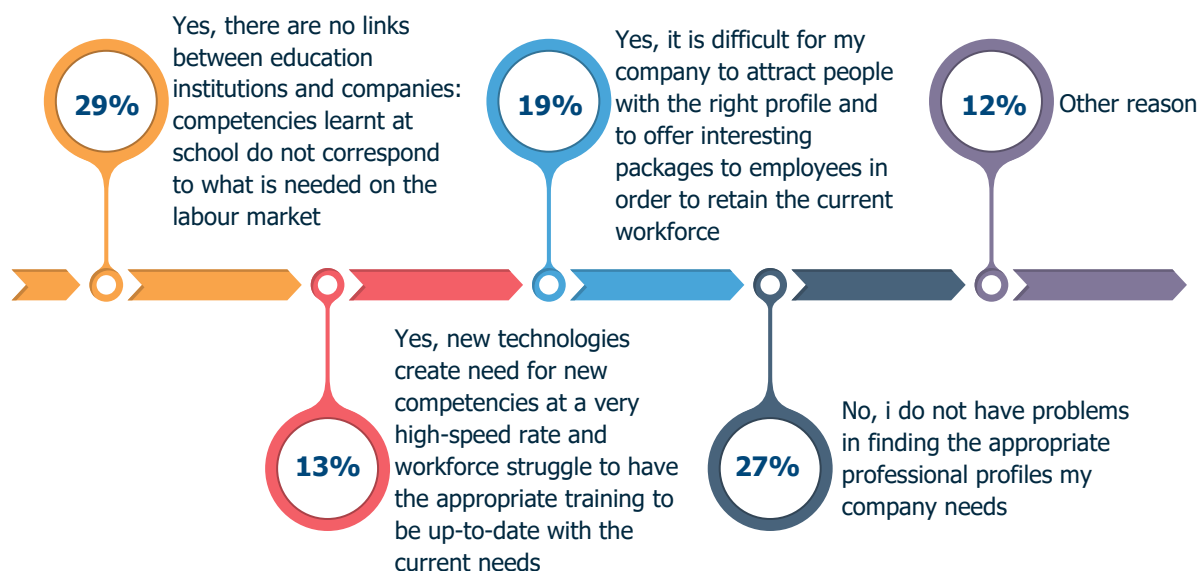 29%
Yes, there are no links
between education
institutions and companies:
competencies learnt at
school do not correspond
to what is needed on the
labour market
13%
Yes, new technologies
create need for new
competencies at a very
high-speed rate and
workforce struggle to have
the appropriate training to
be up-to-date with the
current needs
19%
Yes, it is difficult for my
company to attract people
with the right profile and
to offer interesting
packages to employees in
order to retain the current
workforce
27%
No, i do not have problems
in finding the appropriate
professional profiles my
company needs
12%
Other reason